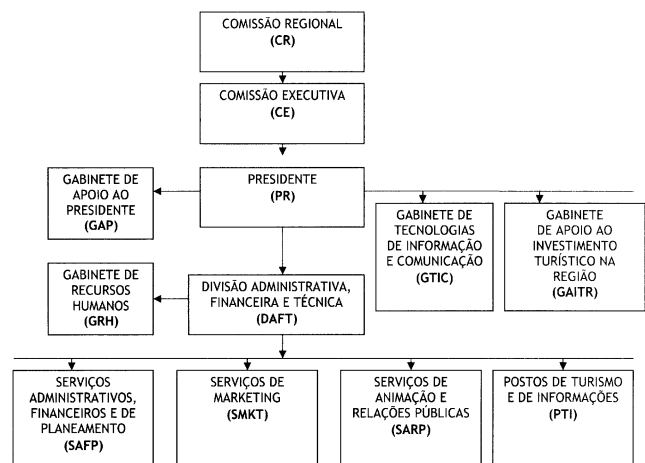 COMISSÃO REGIONAL
(CR)
COMISSÃO EXECUTIVA
(CE)
PRESIDENTE
(PR)
GABINETE DE
APOIO AO
PRESIDENTE
(GAP)
GABINETE DE
TECNOLOGIAS
DE INFORMAÇÃO
E COMUNICAÇÃO
(GTIC)
GABINETE
DE APOIO AO
INVESTIMENTO
TURÍSTICO NA
REGIÃO
(GAITR)
GABINETE DE
RECURSOS
HUMANOS
(GRH)
DIVISÃO ADMINISTRATIVA,
FINANCEIRA E TÉCNICA
(DAFT)
SERVIÇOS
ADMINISTRATIVOS,
FINANCEIROS E DE
PLANEAMENTO
(SAFP)
SERVIÇOS DE
MARKETING
(SMKT)
SERVIÇOS DE
ANIMAÇÃO E
RELAÇÕES PÚBLICAS
(SARP)
POSTOS DE TURISMO
E DE INFORMAÇÕES
(PTI)